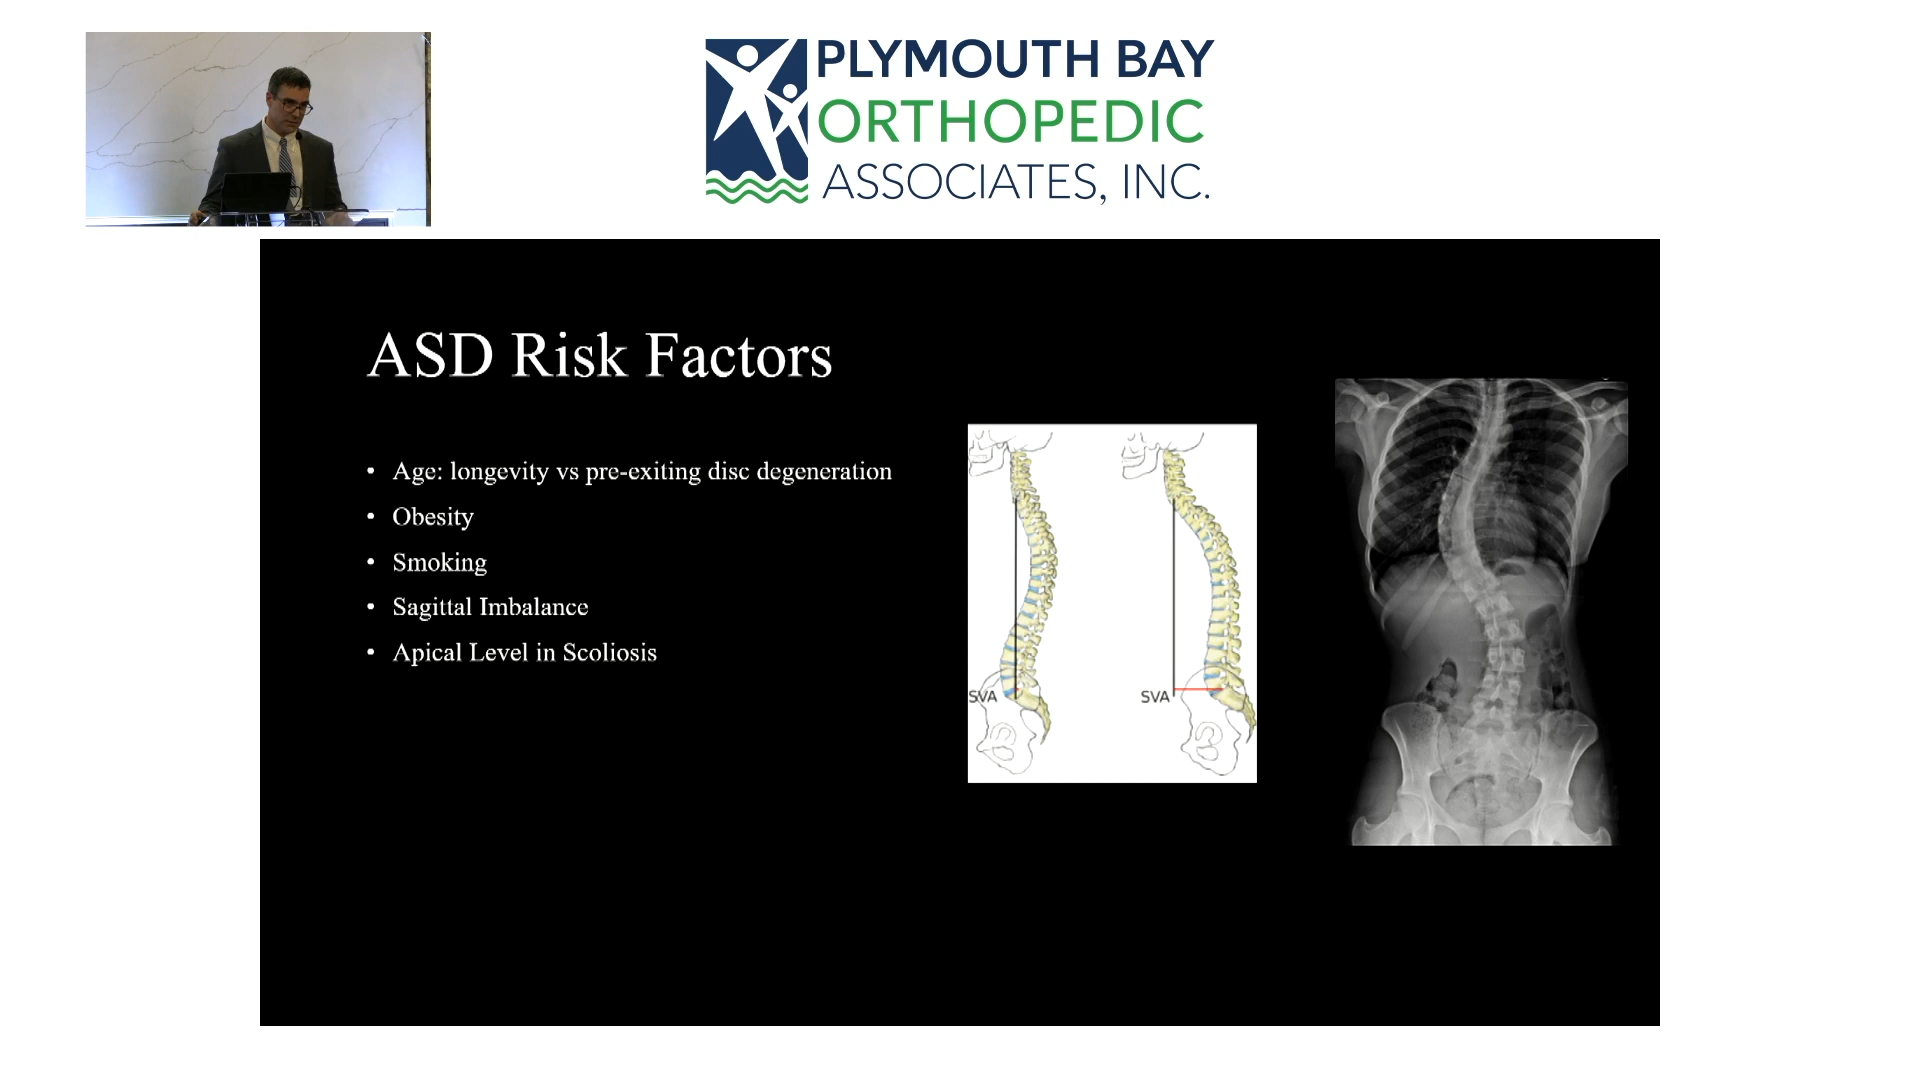 PLYMOUTH BAY
ORTHOPEDIC
ASSOCIATES, INC.
ASD Risk Factors
• Age: longevity vs pre-exiting disc degeneration
• Obesity
• Smoking
• Sagittal Imbalance
• Apical Level in Scoliosis
SVA
SVA